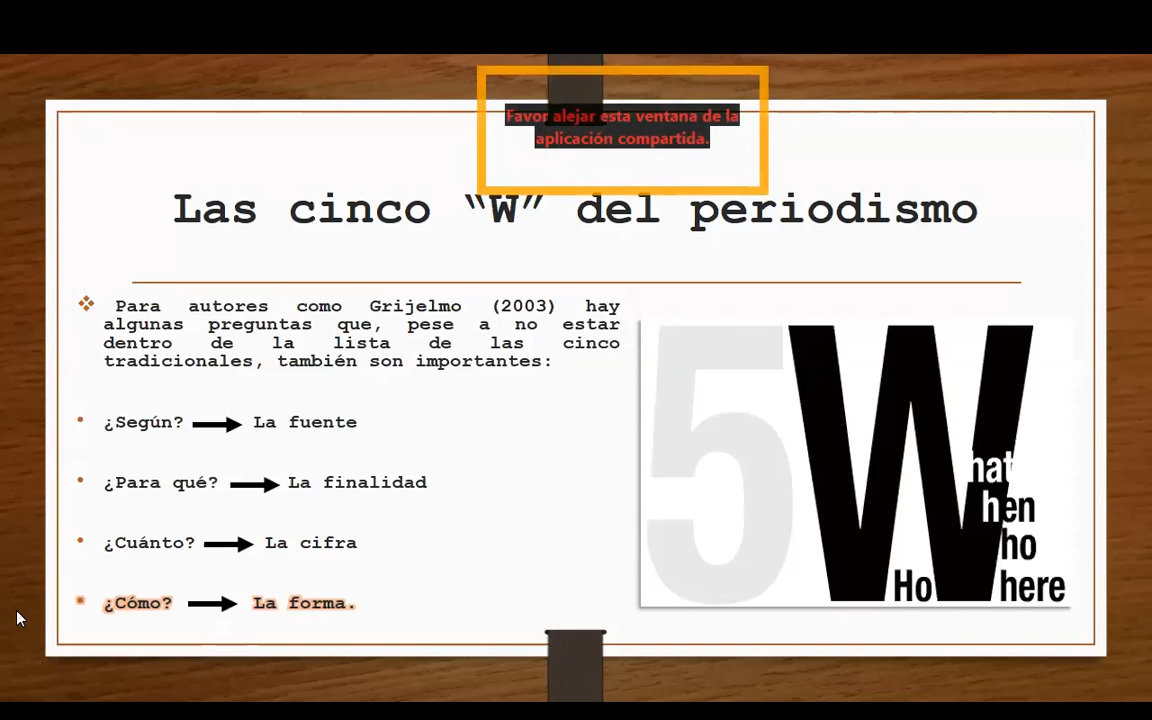 Favor alejar esta ventana de la
aplicación compartida.
Las cinco “W” del periodismo
Para autores como Grijelmo (2003) hay
algunas preguntas que, pese a no estar
dentro de la lista de las cinco
tradicionales, también son importantes:
¿Según? La fuente
¿Para qué? La finalidad
¿Cuánto? La cifra
¿Cómo? La forma.
5W
hat
hen
ho
Ho here